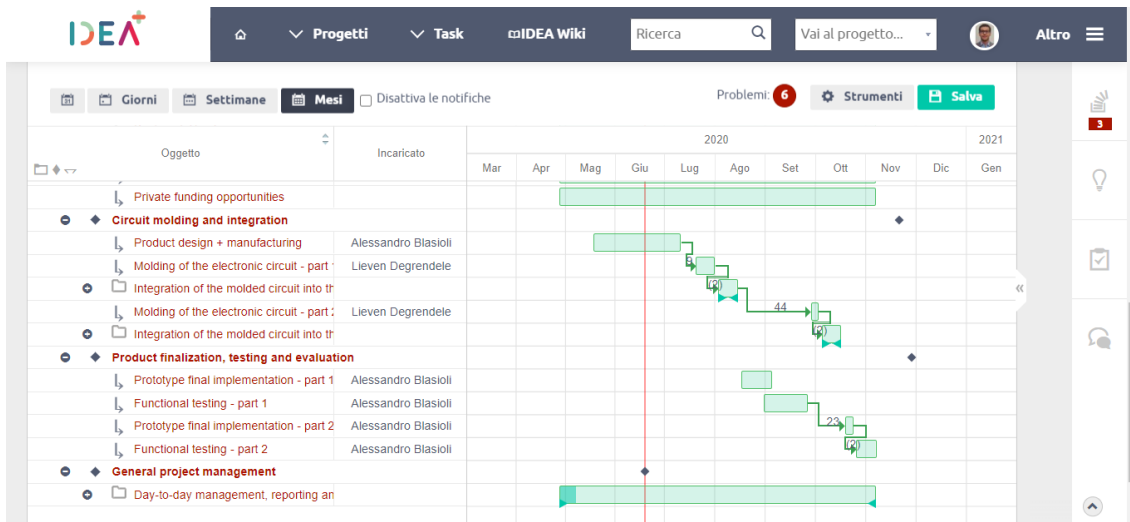 IDEA+
Progetti
Task
IDEA Wiki
Ricerca
Vai al progetto...
Altro
31
Giorni
Settimane
Mesi
Disattiva le notifiche
Problemi: 6
Strumenti
Salva
3
Oggetto
Incaricato
2020
2021
Mar Apr Mag Giu Lug Ago Set Ott Nov Dic Gen
Private funding opportunities
Circuit molding and integration
Product design + manufacturing Alessandro Blasioli
Molding of the electronic circuit - part Lieven Degrendele 9
Integration of the molded circuit into th (2)
Molding of the electronic circuit - part Lieven Degrendele 44
Integration of the molded circuit into th (2)
Product finalization, testing and evaluation
Prototype final implementation - part 1 Alessandro Blasioli
Functional testing - part 1 Alessandro Blasioli
Prototype final implementation - part 2 Alessandro Blasioli 23
Functional testing - part 2 Alessandro Blasioli (2)
General project management
Day-to-day management, reporting an